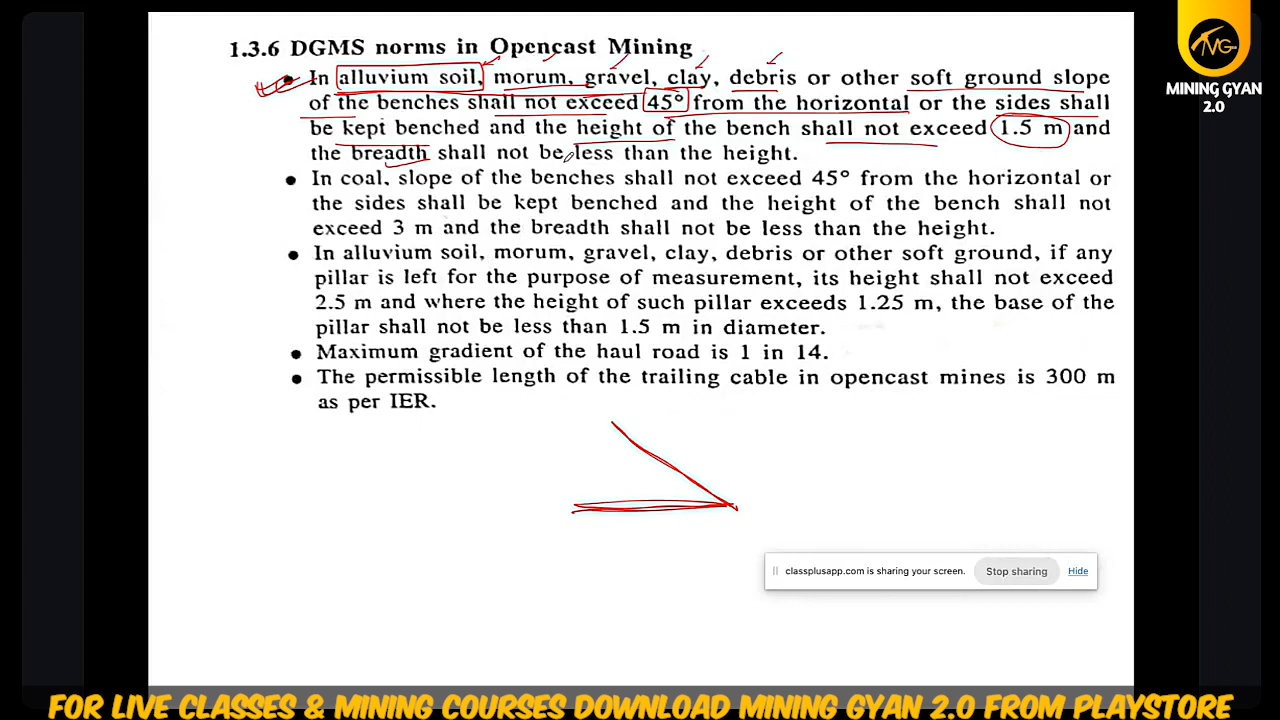 1.3.6 DGMS norms in Opencast Mining
• In alluvium soil, morum, gravel, clay, debris or other soft ground slope
of the benches shall not exceed 45° from the horizontal or the sides shall
be kept benched and the height of the bench shall not exceed 1.5 m and
the breadth shall not be less than the height.
• In coal, slope of the benches shall not exceed 45° from the horizontal or
the sides shall be kept benched and the height of the bench shall not
exceed 3 m and the breadth shall not be less than the height.
• In alluvium soil, morum, gravel, clay, debris or other soft ground, if any
pillar is left for the purpose of measurement, its height shall not exceed
2.5 m and where the height of such pillar exceeds 1.25 m, the base of the
pillar shall not be less than 1.5 m in diameter.
• Maximum gradient of the haul road is 1 in 14.
• The permissible length of the trailing cable in opencast mines is 300 m
as per IER.
TVG
MINING GYAN
2.0
classplusapp.com is sharing your screen. Stop sharing Hide
FOR LIVE CLASSES & MINING COURSES DOWNLOAD MINING GYAN 2.0 FROM PLAYSTORE